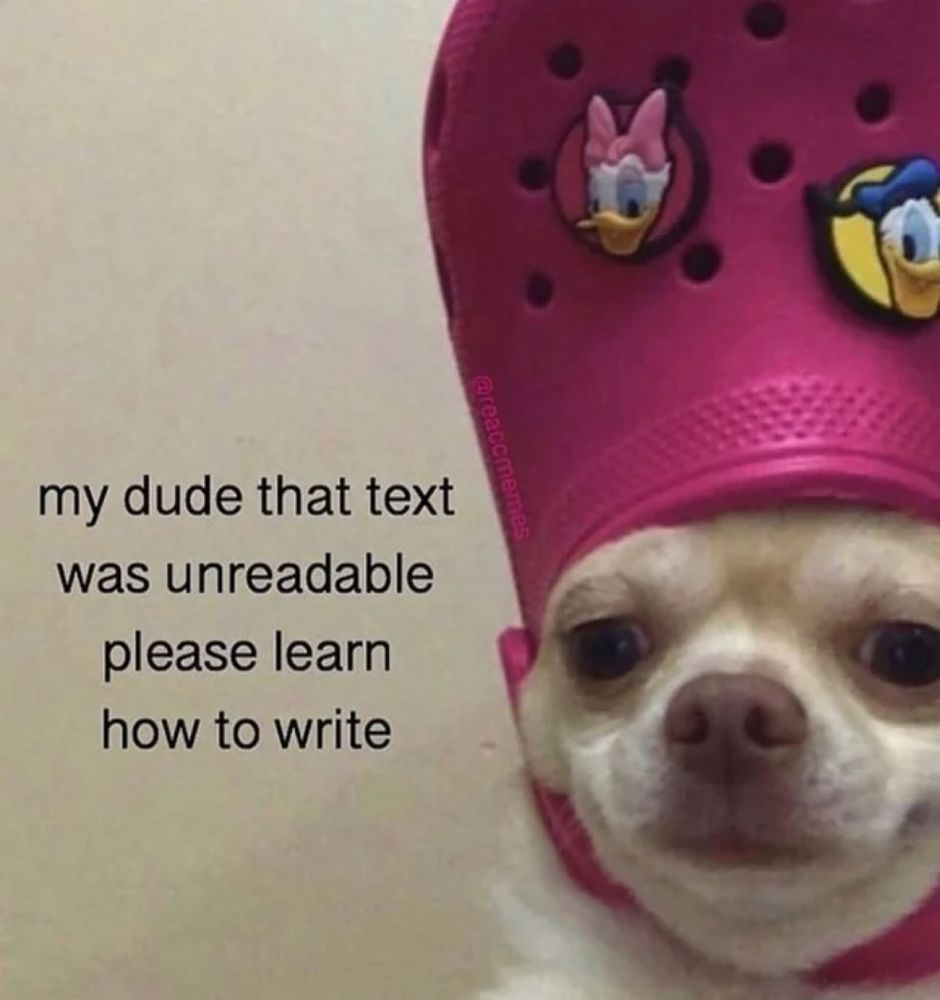 my dude that text
was unreadable
please learn
how to write
@reaccmemes